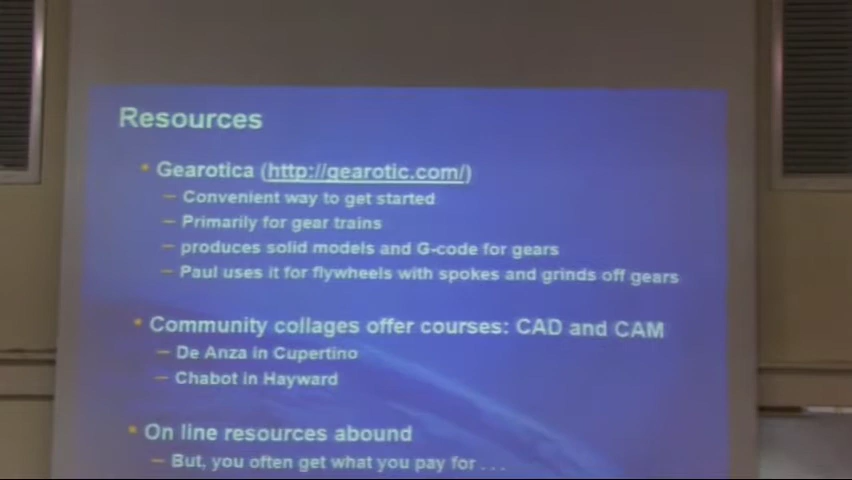 Resources
• Gearotica (http://gearotic.com/)
– Convenient way to get started
– Primarily for gear trains
– produces solid models and G-code for gears
– Paul uses it for flywheels with spokes and grinds off gears
• Community collages offer courses: CAD and CAM
– De Anza in Cupertino
– Chabot in Hayward
• On line resources abound
– But, you often get what you pay for . . .